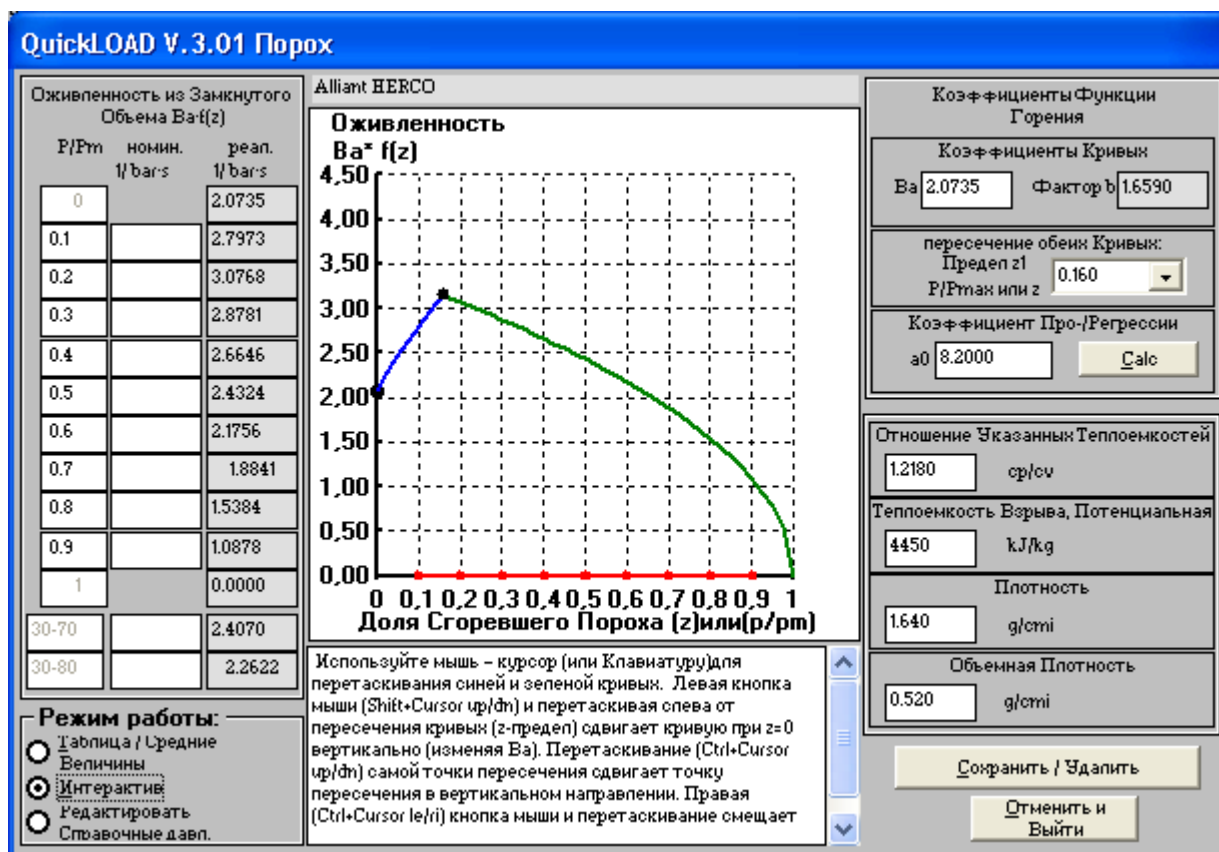 QuickLOAD V.3.01 Порох
Оживленность из Замкнутого
Объема Ba·f(z)
P/Pm номин. реал.
1/bar·s 1/bar·s
0 2.0735
0.1 2.7973
0.2 3.0768
0.3 2.8781
0.4 2.6646
0.5 2.4324
0.6 2.1756
0.7 1.8841
0.8 1.5384
0.9 1.0878
1 0.0000
30-70 2.4070
30-80 2.2622
Режим работы:
Таблица / Средние
Величины
Интерактив
Редактировать
Справочные давл.
Alliant HERCO
Оживленность
Ba* f(z)
4,50
4,00
3,50
3,00
2,50
2,00
1,50
1,00
0,50
0,00
0 0,1 0,2 0,3 0,4 0,5 0,6 0,7 0,8 0,9 1
Доля Сгоревшего Пороха (z)или(p/pm)
Используйте мышь – курсор (или Клавиатуру)для
перетаскивания синей и зеленой кривых. Левая кнопка
мыши (Shift+Cursor up/dn) и перетаскивая слева от
пересечения кривых (z-предел) сдвигает кривую при z=0
вертикально (изменяя Ba). Перетаскивание (Ctrl+Cursor
up/dn) самой точки пересечения сдвигает точку
пересечения в вертикальном направлении. Правая
(Ctrl+Cursor le/ri) кнопка мыши и перетаскивание смещает
Коэффициенты Функции
Горения
Коэффициенты Кривых
Ba 2.0735 Фактор b 1.6590
пересечение обеих Кривых:
Предел z1
P/Pmax или z 0.160
Коэффициент Про-/Регрессии
a0 8.2000 Calc
Отношение Указанных Теплоемкостей
1.2180 cp/cv
Теплоемкость Взрыва, Потенциальная
4450 kJ/kg
Плотность
1.640 g/cmі
Объемная Плотность
0.520 g/cmі
Сохранить / Удалить
Отменить и
Выйти